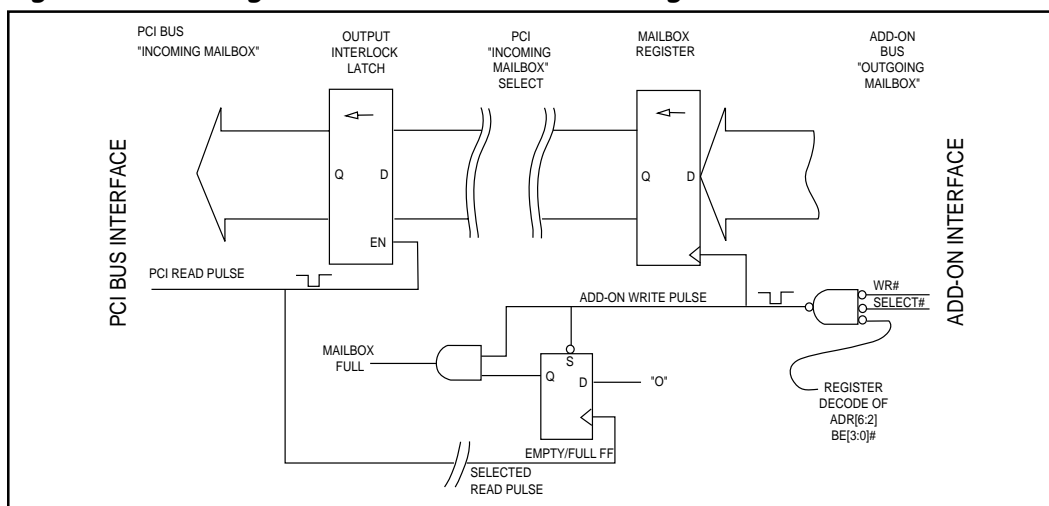 PCI BUS
"INCOMING MAILBOX"
OUTPUT
INTERLOCK
LATCH
PCI
"INCOMING
MAILBOX"
SELECT
MAILBOX
REGISTER
ADD-ON
BUS
"OUTGOING
MAILBOX"
PCI BUS INTERFACE
Q D
EN
Q D
ADD-ON INTERFACE
PCI READ PULSE
ADD-ON WRITE PULSE
WR#
SELECT#
MAILBOX
FULL
S
Q D
"O"
REGISTER
DECODE OF
ADR[6:2]
BE[3:0]#
EMPTY/FULL FF
SELECTED
READ PULSE